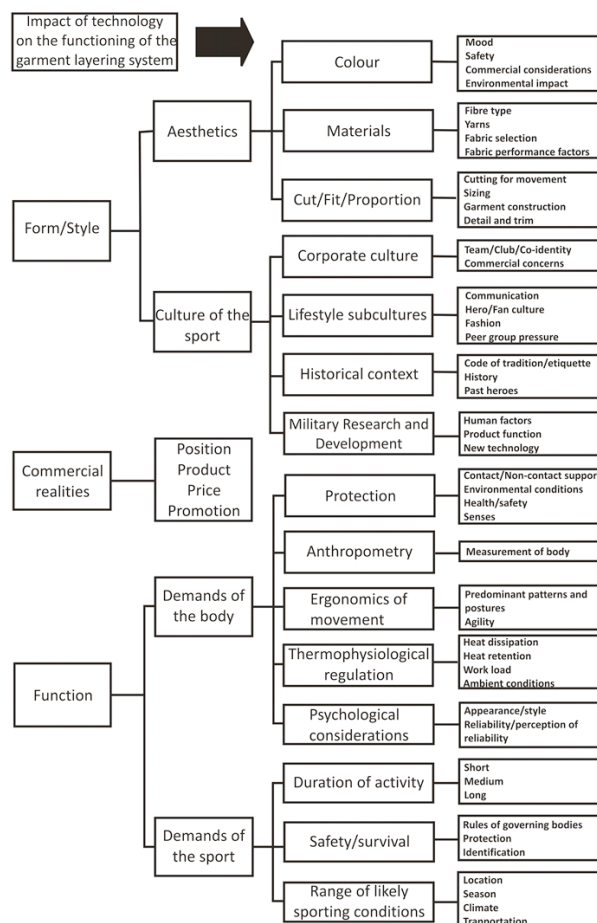 Impact of technology
on the functioning of the
garment layering system
Form/Style
Aesthetics
Colour
Mood
Safety
Commercial considerations
Environmental impact
Materials
Fibre type
Yarns
Fabric selection
Fabric performance factors
Cut/Fit/Proportion
Cutting for movement
Sizing
Garment construction
Detail and trim
Culture of the
sport
Corporate culture
Team/Club/Co-identity
Commercial concerns
Lifestyle subcultures
Communication
Hero/Fan culture
Fashion
Peer group pressure
Historical context
Code of tradition/etiquette
History
Past heroes
Military Research and
Development
Human factors
Product function
New technology
Commercial
realities
Position
Product
Price
Promotion
Function
Demands of
the body
Protection
Contact/Non-contact support
Environmental conditions
Health/safety
Senses
Anthropometry
Measurement of body
Ergonomics of
movement
Predominant patterns and
postures
Agility
Thermophysiological
regulation
Heat dissipation
Heat retention
Work load
Ambient conditions
Psychological
considerations
Appearance/style
Reliability/perception of
reliability
Demands of
the sport
Duration of activity
Short
Medium
Long
Safety/survival
Rules of governing bodies
Protection
Identification
Range of likely
sporting conditions
Location
Season
Climate
Tranportation